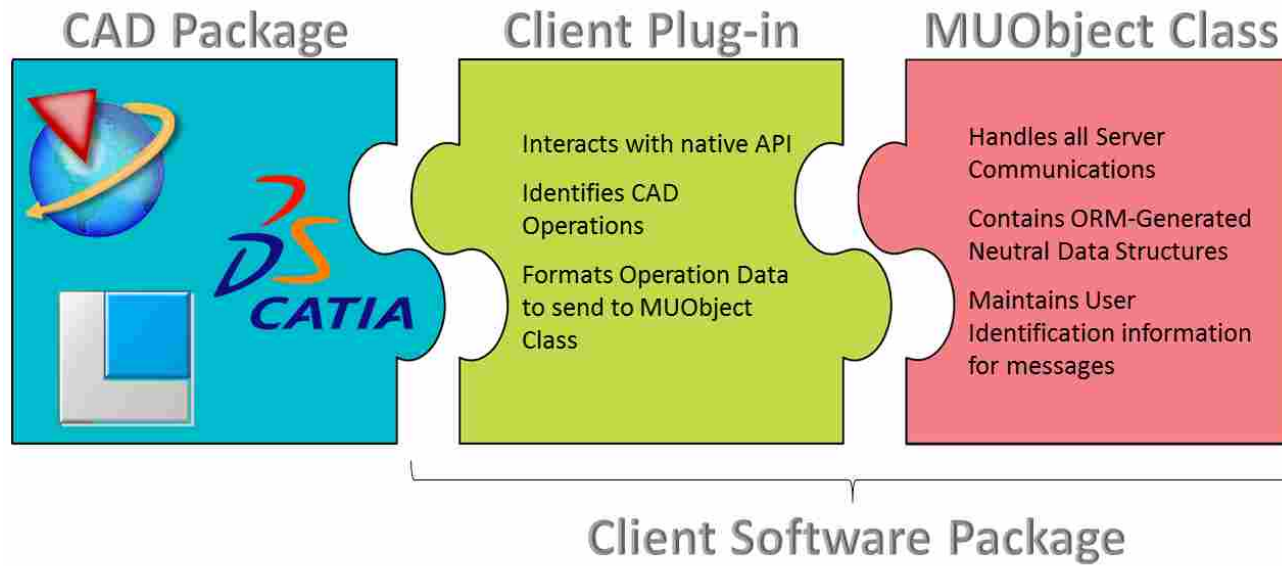 CAD Package
Client Plug-in
MUObject Class
DS
CATIA
Interacts with native API
Identifies CAD
Operations
Formats Operation Data
to send to MUObject
Class
Handles all Server
Communications
Contains ORM-Generated
Neutral Data Structures
Maintains User
Identification information
for messages
Client Software Package